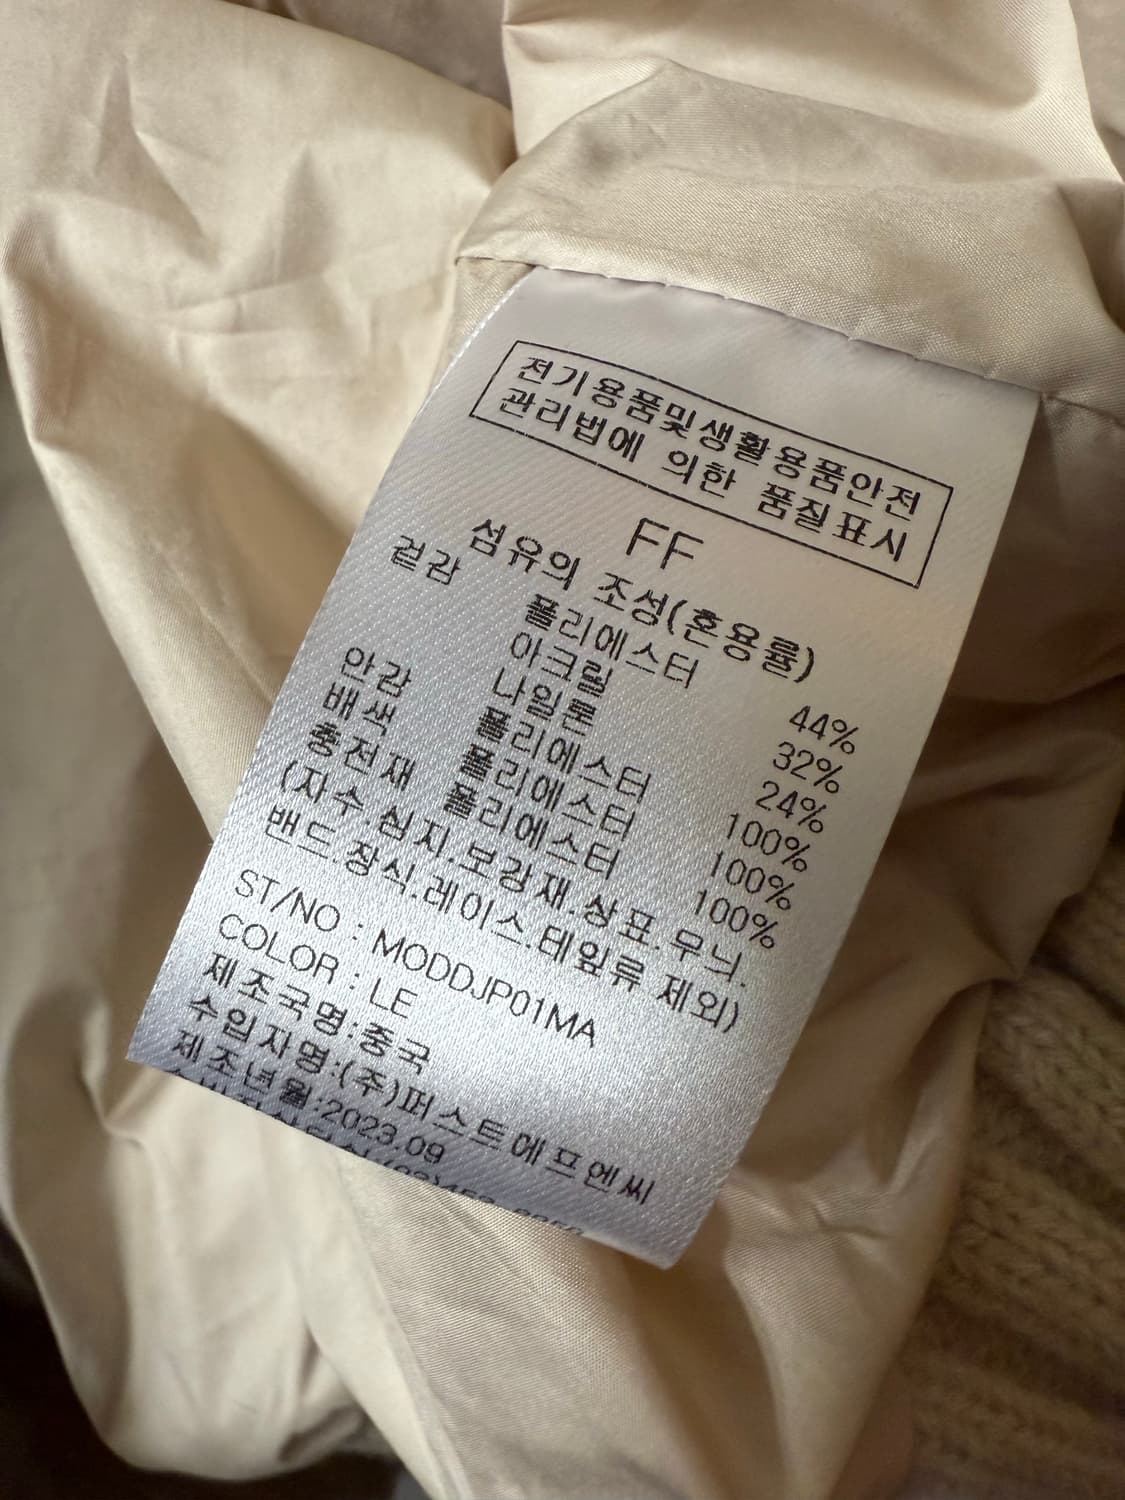 전기용품및생활용품안전
관리법에 의한 품질표시
FF
섬유의 조성(혼용률)
겉감 폴리에스터 44%
아크릴 32%
나일론 24%
안감 폴리에스터 100%
배색 폴리에스터 100%
충전재 폴리에스터 100%
(자수.심지.보강재.상표.무늬.
밴드.장식.레이스.테잎류 제외)
ST/NO : MODDJP01MA
COLOR : LE
제조국명:중국
수입자명:(주)퍼스트에프엔씨
제조년월:2023.09